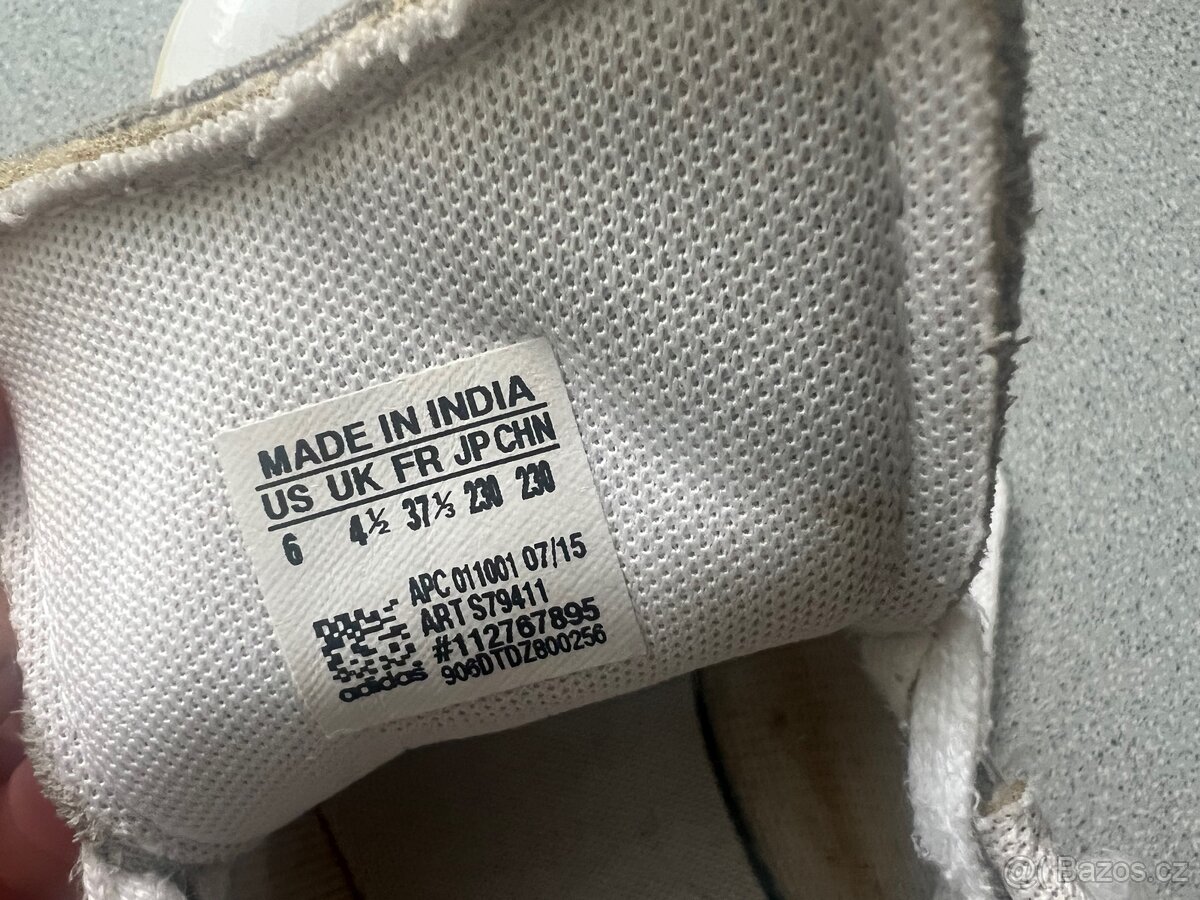 MADE IN INDIA
US UK FR JP CHN
6 4½ 37⅓ 230 230
APC 011001 07/15
ART S79411
#112767895
906DTDZ800256
adidas
@( Bazos.cz